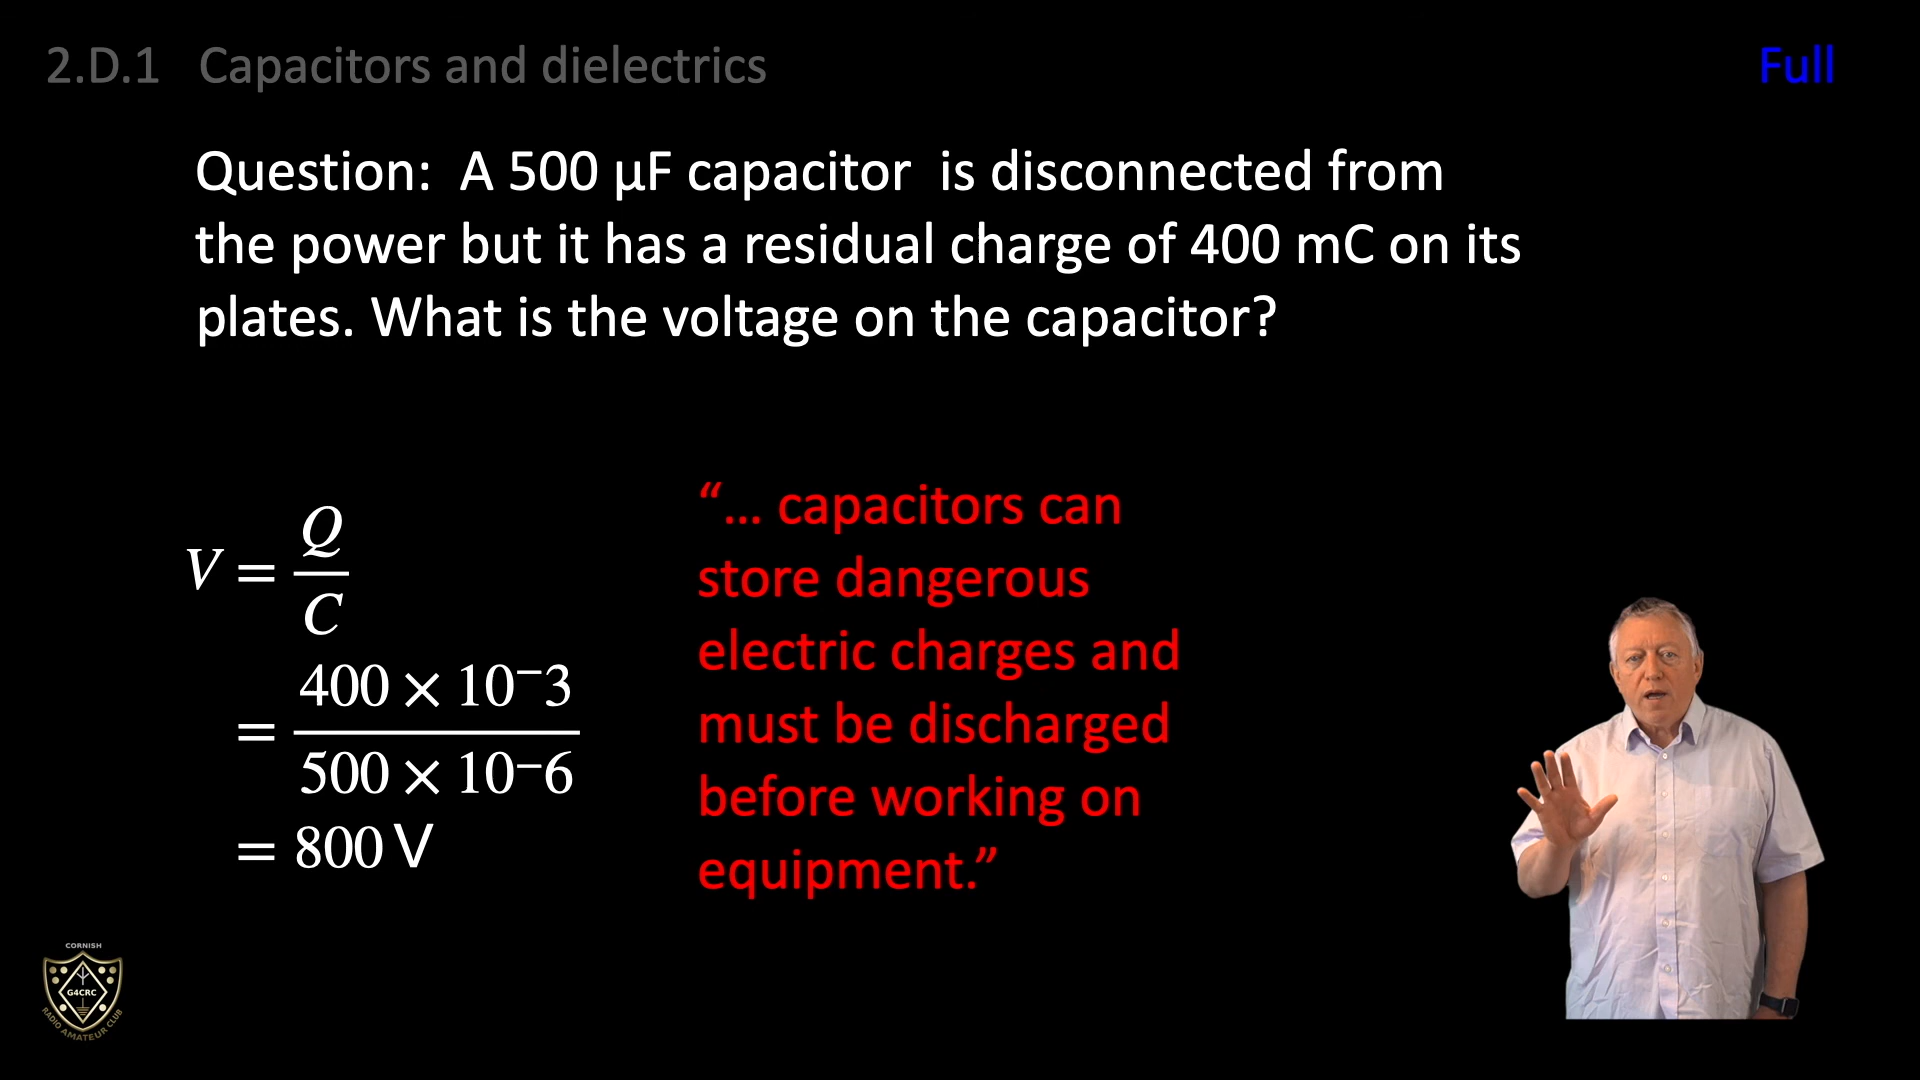 2.D.1 Capacitors and dielectrics
Full
Question: A 500 µF capacitor is disconnected from
the power but it has a residual charge of 400 mC on its
plates. What is the voltage on the capacitor?
V = Q/C
= 400 × 10⁻³ / 500 × 10⁻⁶
= 800 V
“... capacitors can
store dangerous
electric charges and
must be discharged
before working on
equipment.”
CORNISH
G4CRC
RADIO AMATEUR CLUB